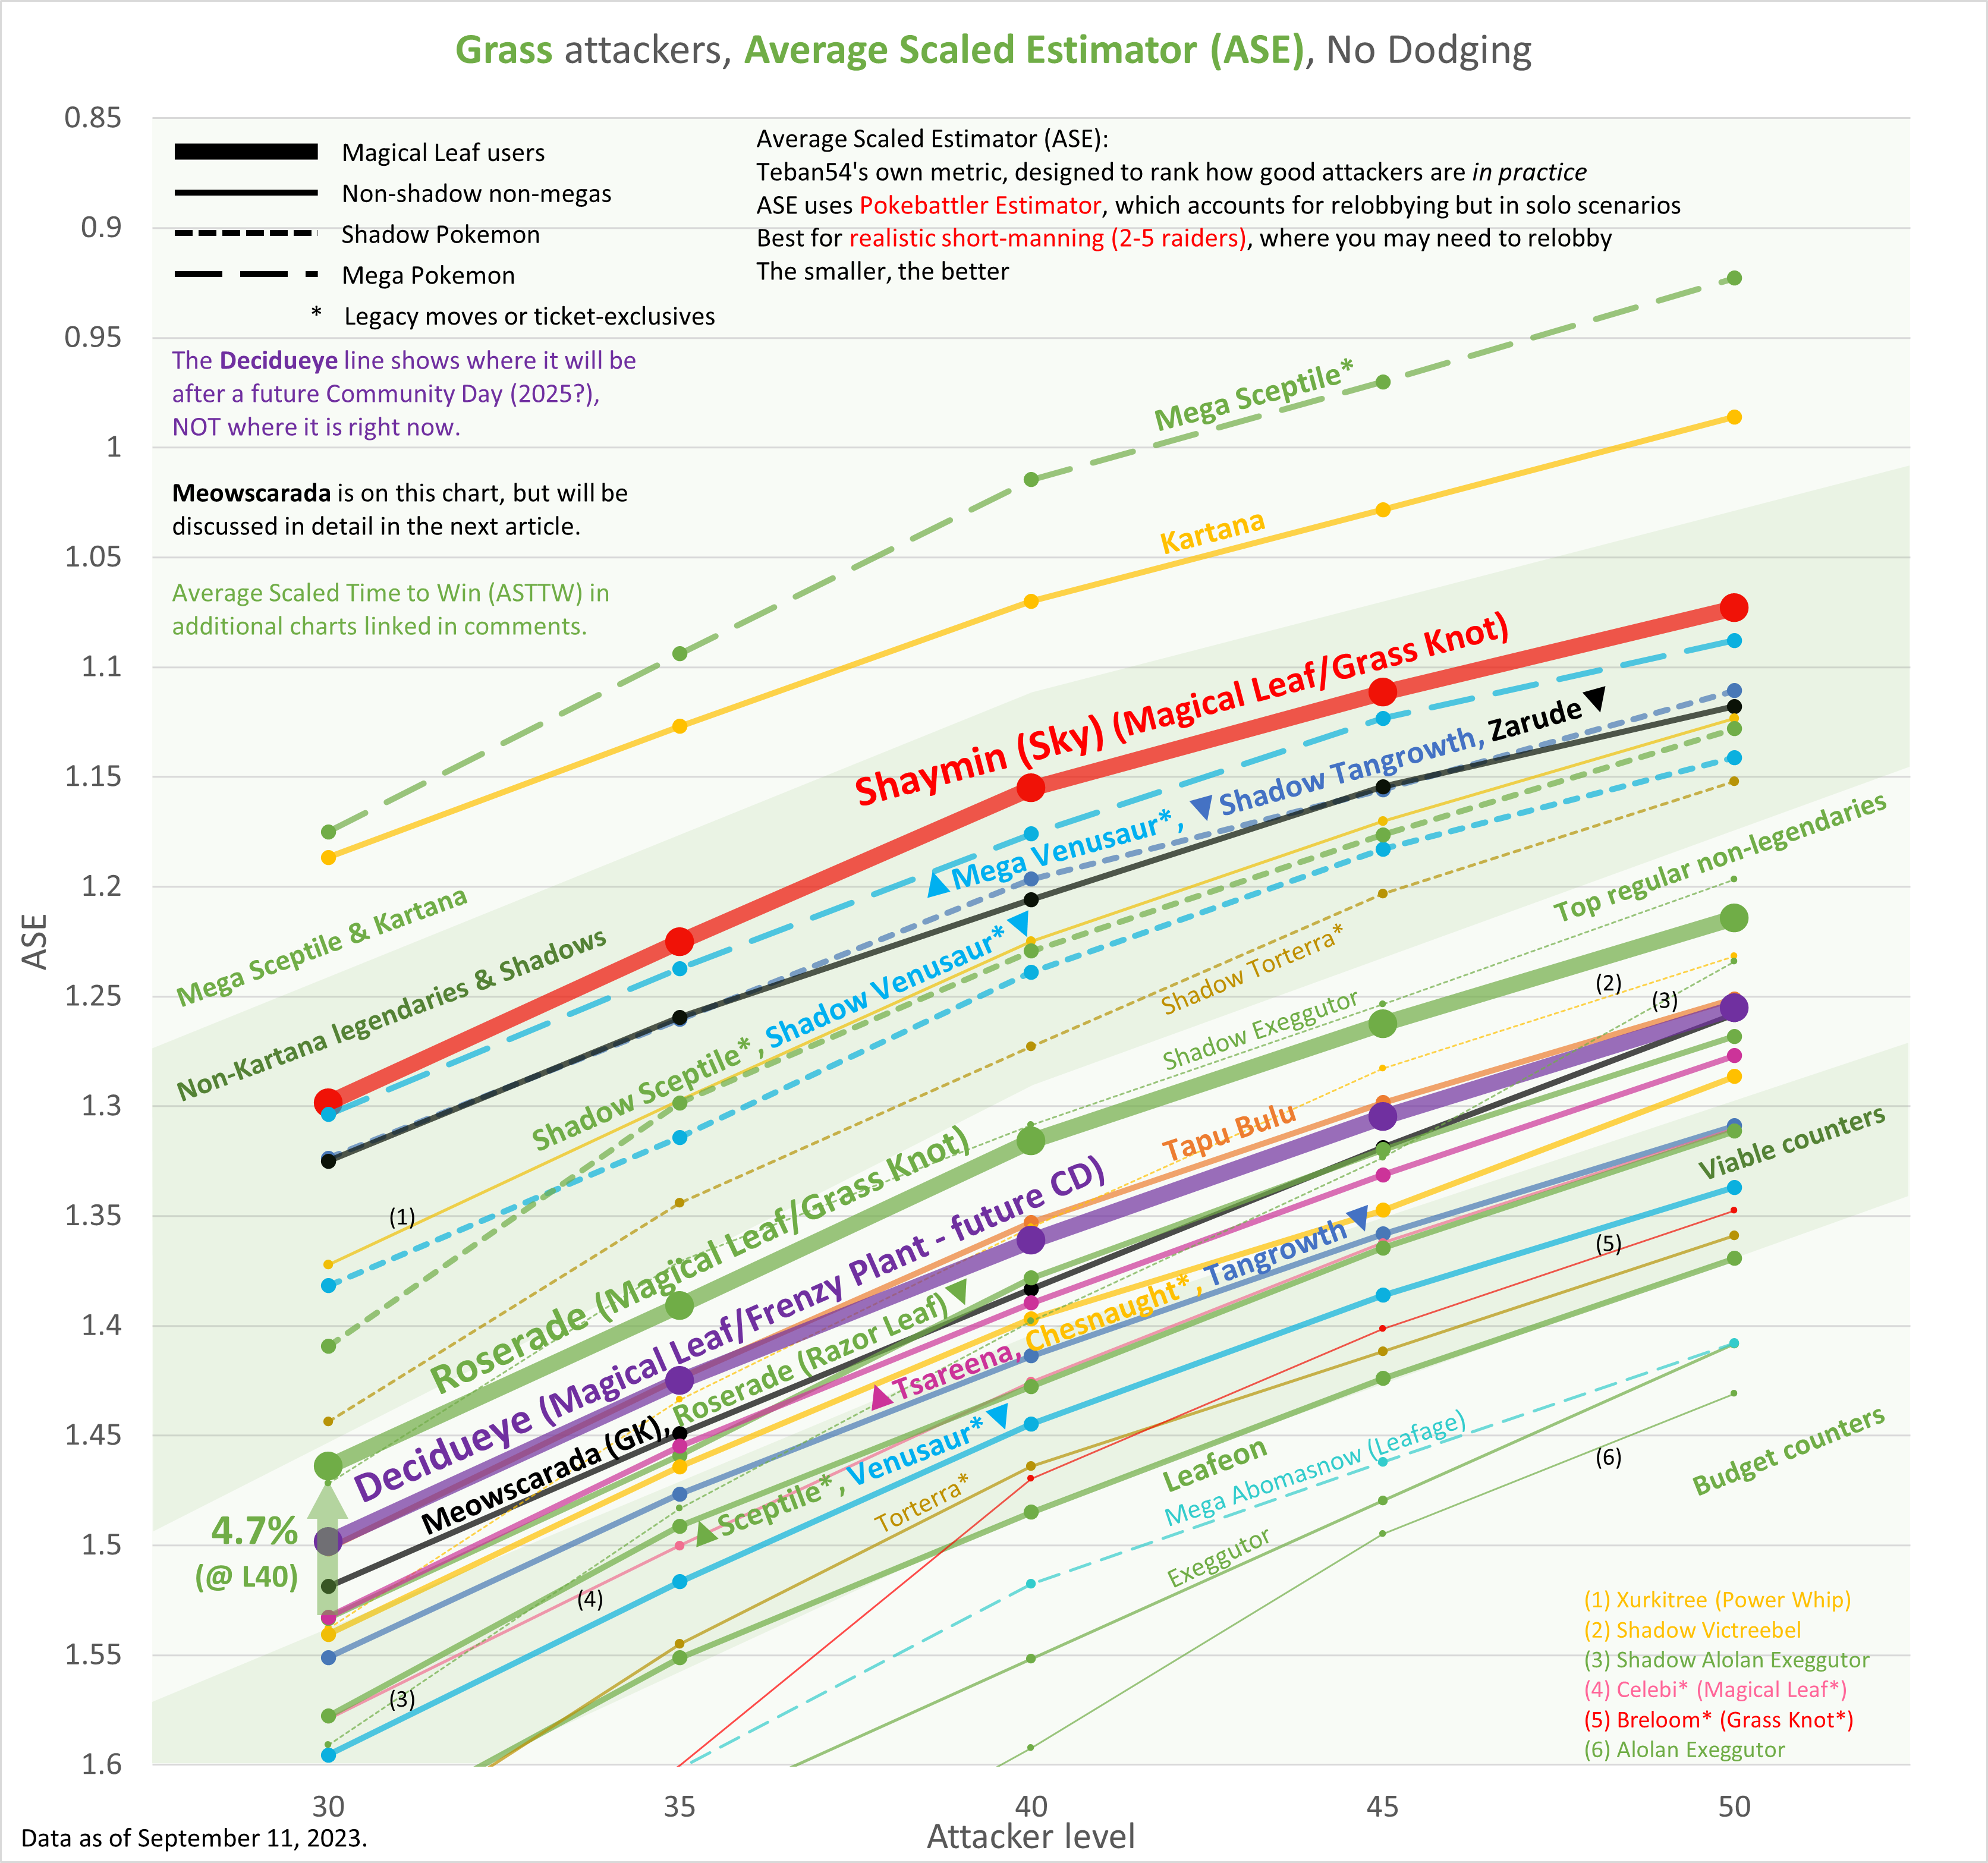 Grass attackers, Average Scaled Estimator (ASE), No Dodging
0.85
0.9
0.95
1
1.05
1.1
1.15
1.2
1.25
1.3
1.35
1.4
1.45
1.5
1.55
1.6
ASE
Magical Leaf users
Non-shadow non-megas
Shadow Pokemon
Mega Pokemon
* Legacy moves or ticket-exclusives
Average Scaled Estimator (ASE):
Teban54's own metric, designed to rank how good attackers are in practice
ASE uses Pokebattler Estimator, which accounts for relobbying but in solo scenarios
Best for realistic short-manning (2-5 raiders), where you may need to relobby
The smaller, the better
The Decidueye line shows where it will be
after a future Community Day (2025?),
NOT where it is right now.
Meowscarada is on this chart, but will be
discussed in detail in the next article.
Average Scaled Time to Win (ASTTW) in
additional charts linked in comments.
Mega Sceptile*
Kartana
Shaymin (Sky) (Magical Leaf/Grass Knot)
▲Mega Venusaur*, ▼Shadow Tangrowth, Zarude▼
Mega Sceptile & Kartana
Non-Kartana legendaries & Shadows
Top regular non-legendaries
Shadow Sceptile*, Shadow Venusaur*▼
Shadow Torterra*
Shadow Exeggutor
(1)
(2)
(3)
Tapu Bulu
Roserade (Magical Leaf/Grass Knot)
Decidueye (Magical Leaf/Frenzy Plant - future CD)
Meowscarada (GK), Roserade (Razor Leaf)▼
▲Tsareena, Chesnaught*, Tangrowth▼
Viable counters
(5)
▲Sceptile*, Venusaur*▼
Torterra*
Leafeon
Mega Abomasnow (Leafage)
Exeggutor
(6)
Budget counters
4.7%
(@ L40)
(4)
(3)
(1) Xurkitree (Power Whip)
(2) Shadow Victreebel
(3) Shadow Alolan Exeggutor
(4) Celebi* (Magical Leaf*)
(5) Breloom* (Grass Knot*)
(6) Alolan Exeggutor
30
35
40
45
50
Attacker level
Data as of September 11, 2023.